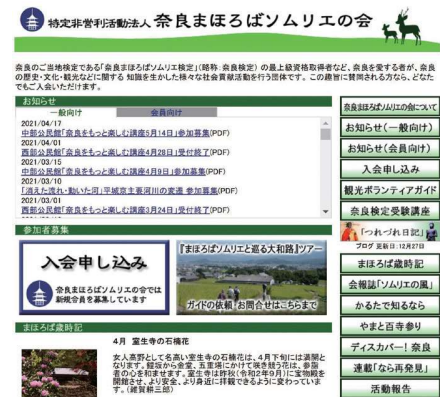 特定非営利活動法人 奈良まほろばソムリエの会
奈良のご当地検定である「奈良まほろばソムリエ検定」(略称:奈良検定)の最上級資格取得者など、奈良を愛する者が、奈良
の歴史・文化・観光などに関する 知識を生かした様々な社会貢献活動を行う団体です。この趣旨に賛同される方なら、どなた
でもご入会いただけます。
お知らせ
一般向け 会員向け
2021/04/17
中部公民館「奈良をもっと楽しむ講座5月14日」参加募集(PDF)
2021/04/01
西部公民館「奈良をもっと楽しむ講座4月28日」受付終了(PDF)
2021/03/15
中部公民館「奈良をもっと楽しむ講座4月9日」参加募集(PDF)
2021/03/10
「消えた流れ・動いた河」平城京主要河川の変遷 参加募集(PDF)
2021/03/01
西部公民館「奈良をもっと楽しむ講座3月24日」受付終了(PDF)
参加者募集
入会申し込み
奈良まほろばソムリエの会では
新規会員を募集しています
『まほろばソムリエと巡る大和路』ツアー
ガイドの依頼・お問合せはこちらまで
まほろば歳時記
4月 室生寺の石楠花
女人高野として名高い室生寺の石楠花は、4月下旬には満開と
なります。鎧坂から金堂、五重塔にかけて咲き競う花は、参詣
者の心を和ませます。室生寺は昨秋(令和2年9月)に宝物殿を
開館させ、より安全、より身近に拝観できるように変わっていま
す。(雑賀耕三郎)
奈良まほろばソムリエの会について
お知らせ(一般向け)
お知らせ(会員向け)
入会申し込み
観光ボランティアガイド
奈良検定受験講座
「つれづれ日記」
ブログ 更新日:12月27日
まほろば歳時記
会報誌「ソムリエの風」
かるたで知るなら
やまと百寺参り
ディスカバー! 奈良
連載「なら再発見」
活動報告